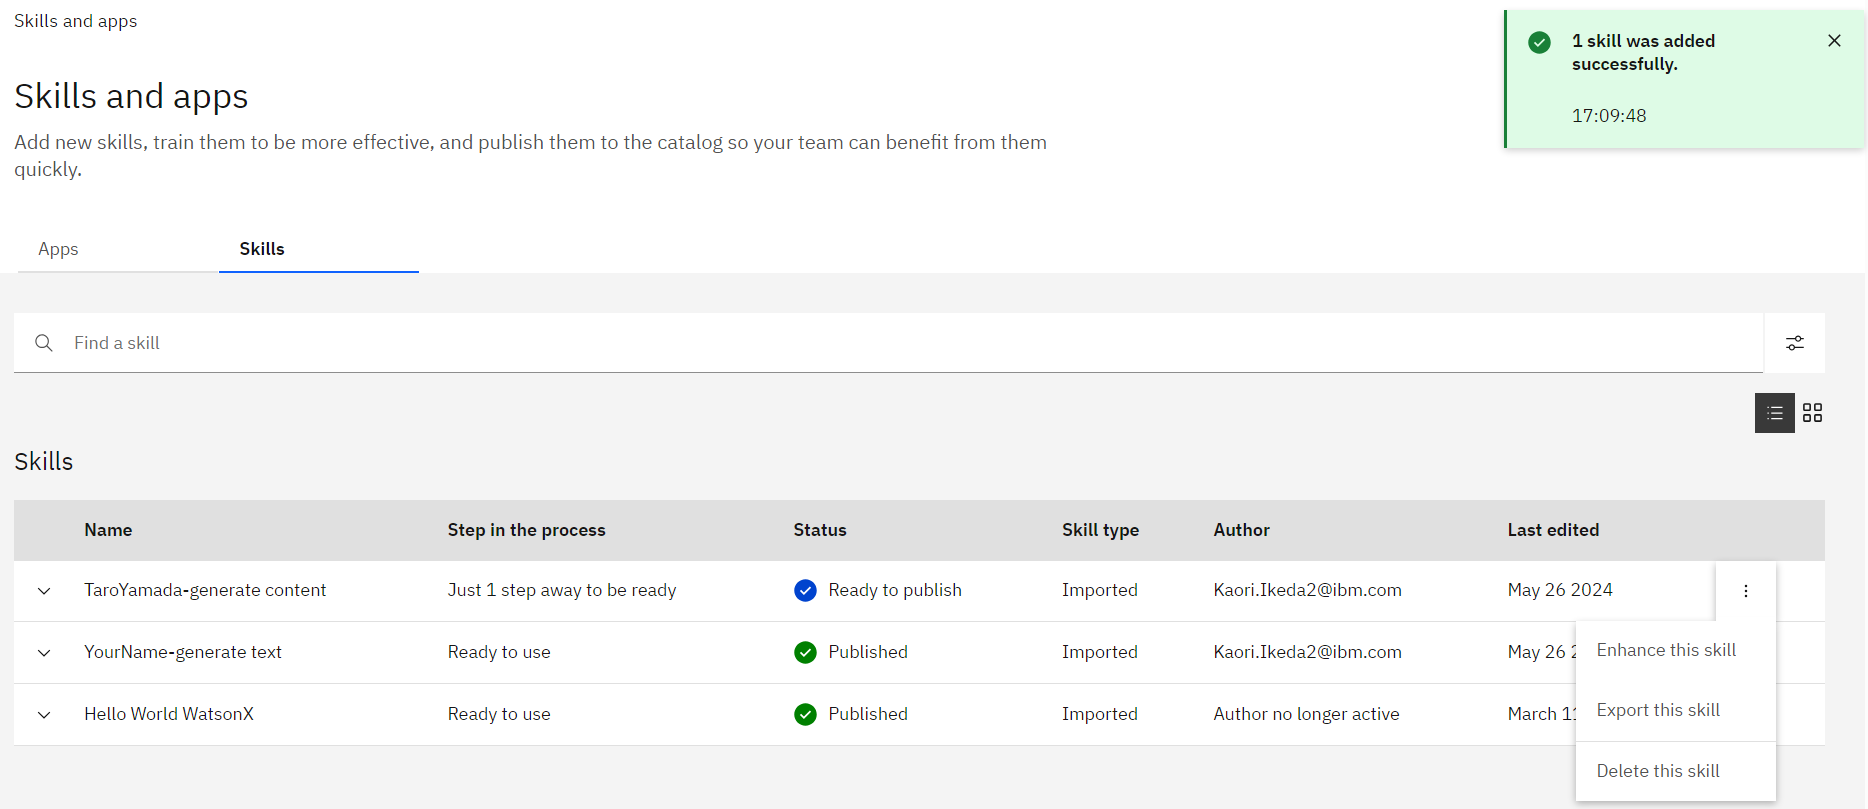 Skills and apps
1 skill was added
successfully.
17:09:48
Skills and apps
Add new skills, train them to be more effective, and publish them to the catalog so your team can benefit from them
quickly.
Apps Skills
Find a skill
Skills
Name Step in the process Status Skill type Author Last edited
TaroYamada-generate content Just 1 step away to be ready Ready to publish Imported Kaoro.Ikeda2@ibm.com May 26 2024
YourName-generate text Ready to use Published Imported Kaoro.Ikeda2@ibm.com May 26
Enhance this skill
Hello World WatsonX Ready to use Published Imported Author no longer active March 11
Export this skill
Delete this skill